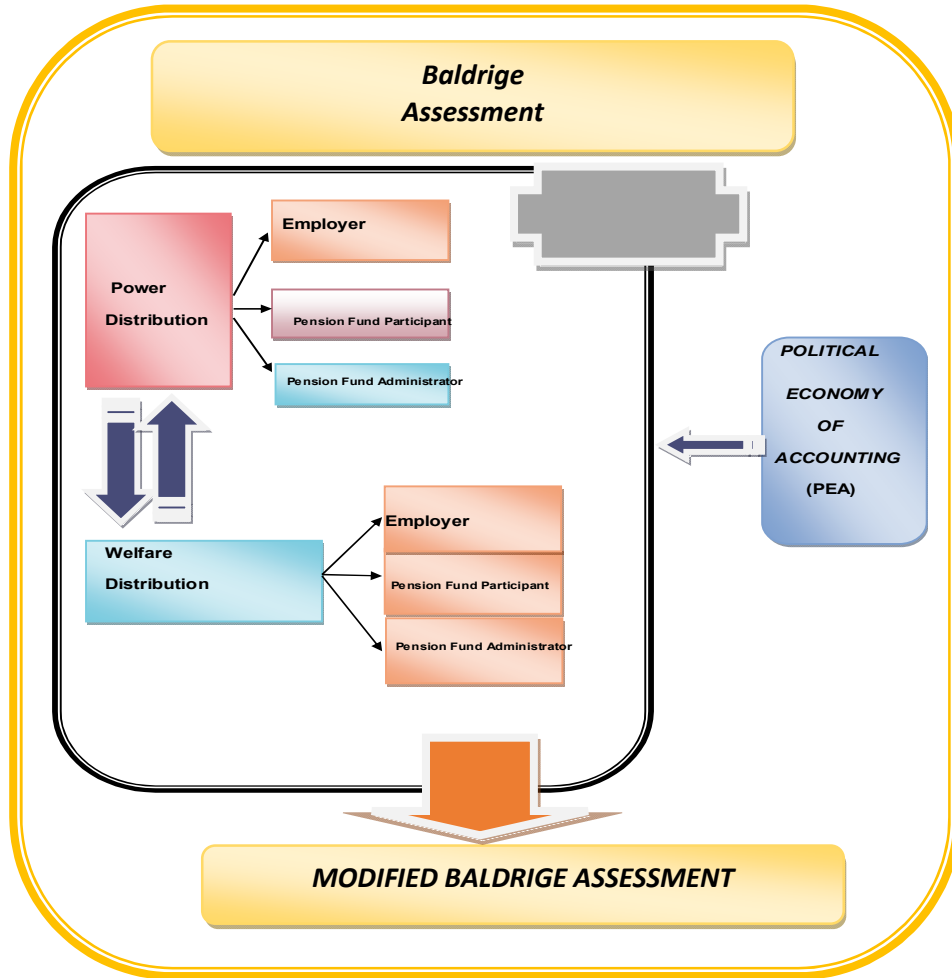 Baldrige
Assessment
Employer
Power
Distribution
Pension Fund Participant
Pension Fund Administrator
POLITICAL
ECONOMY
OF
ACCOUNTING
(PEA)
Employer
Welfare
Distribution
Pension Fund Participant
Pension Fund Administrator
MODIFIED BALDRIGE ASSESSMENT